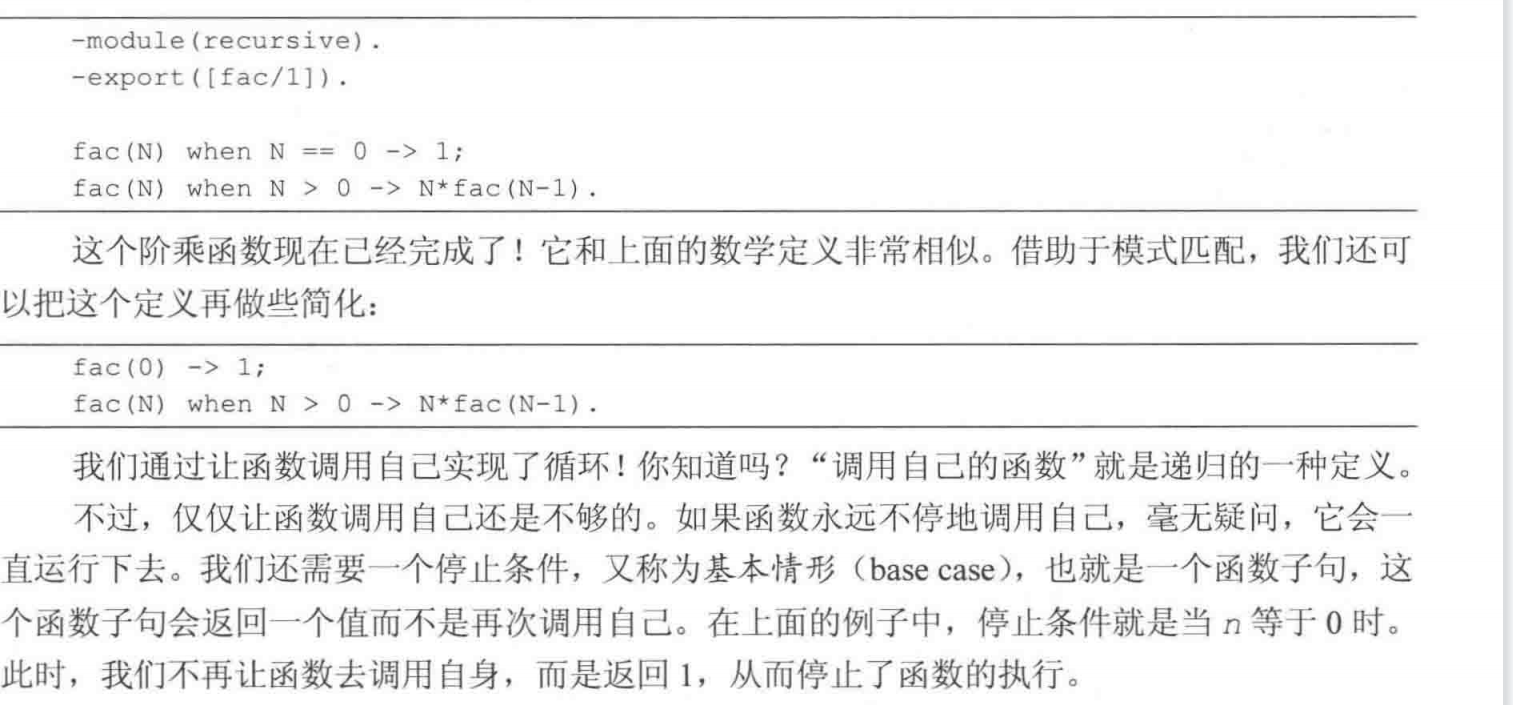 -module(recursive).
-export([fac/1]).
fac(N) when N == 0 -> 1;
fac(N) when N > 0 -> N*fac(N-1).
这个阶乘函数现在已经完成了！它和上面的数学定义非常相似。借助于模式匹配，我们还可
以把这个定义再做些简化：
fac(0) -> 1;
fac(N) when N > 0 -> N*fac(N-1).
我们通过让函数调用自己实现了循环！你知道吗？“调用自己的函数”就是递归的一种定义。
不过，仅仅让函数调用自己还是不够的。如果函数永远不停地调用自己，毫无疑问，它会一
直运行下去。我们还需要一个停止条件，又称为基本情形（base case），也就是一个函数子句，这
个函数子句会返回一个值而不是再次调用自己。在上面的例子中，停止条件就是当 n 等于 0 时。
此时，我们不再让函数去调用自身，而是返回 1，从而停止了函数的执行。